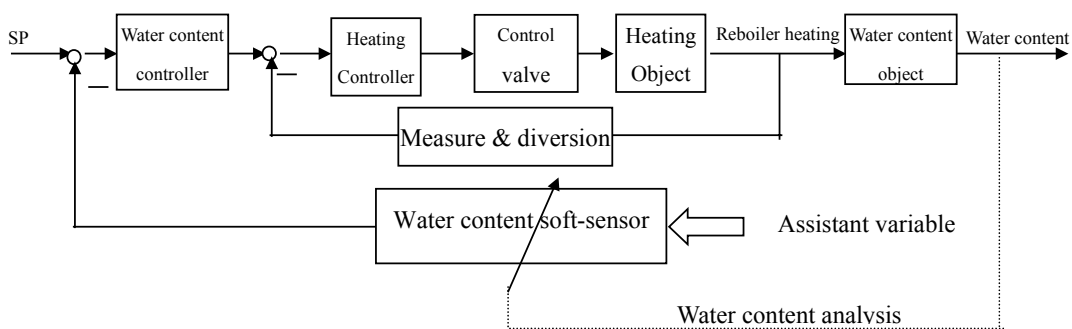 SP
Water content
controller
Heating
Controller
Control
valve
Heating
Object
Reboiler heating
Water content
object
Water content
Measure & diversion
Water content soft-sensor
Assistant variable
Water content analysis